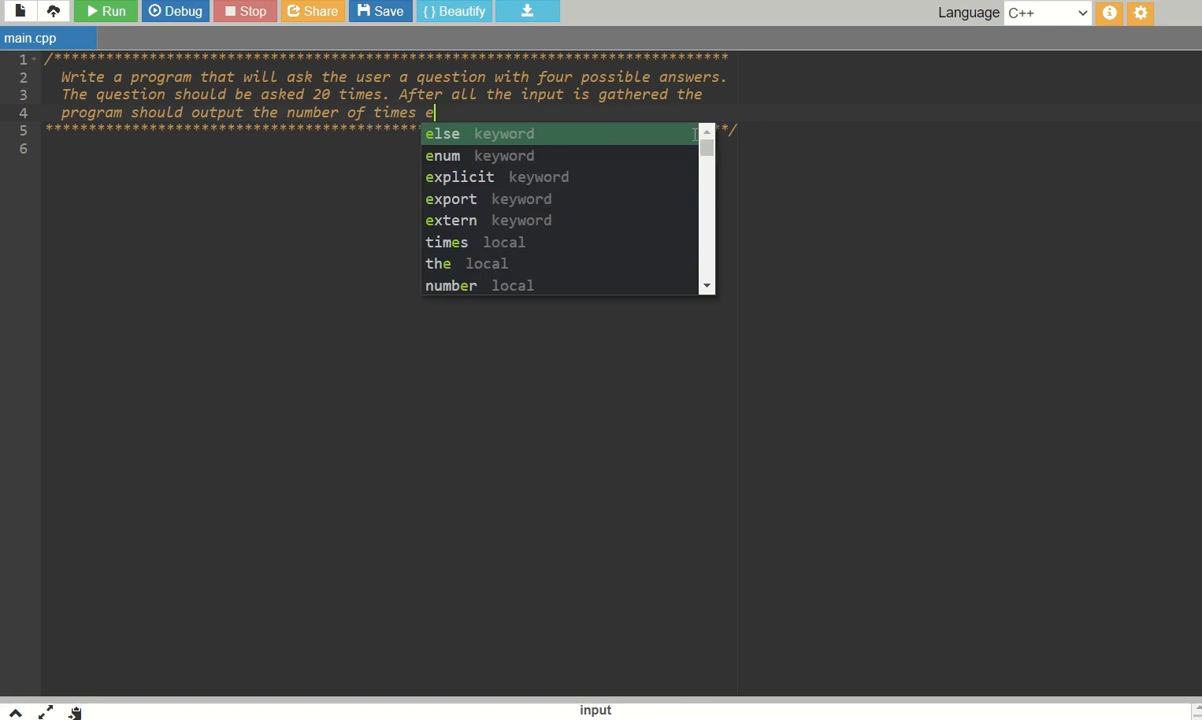 Run Debug Stop Share Save { } Beautify Language C++
main.cpp
1 /******************************************************************************
2 Write a program that will ask the user a question with four possible answers.
3 The question should be asked 20 times. After all the input is gathered the
4 program should output the number of times e
5 *******************************************************************************/
6
else keyword
enum keyword
explicit keyword
export keyword
extern keyword
times local
the local
number local
input